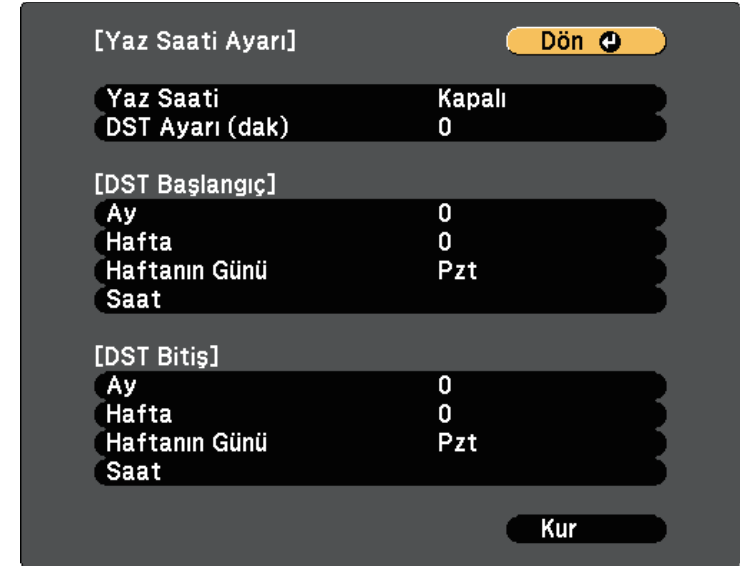 [Yaz Saati Ayarı] Dön
Yaz Saati Kapalı
DST Ayarı (dak) 0
[DST Başlangıç]
Ay 0
Hafta 0
Haftanın Günü Pzt
Saat
[DST Bitiş]
Ay 0
Hafta 0
Haftanın Günü Pzt
Saat
Kur